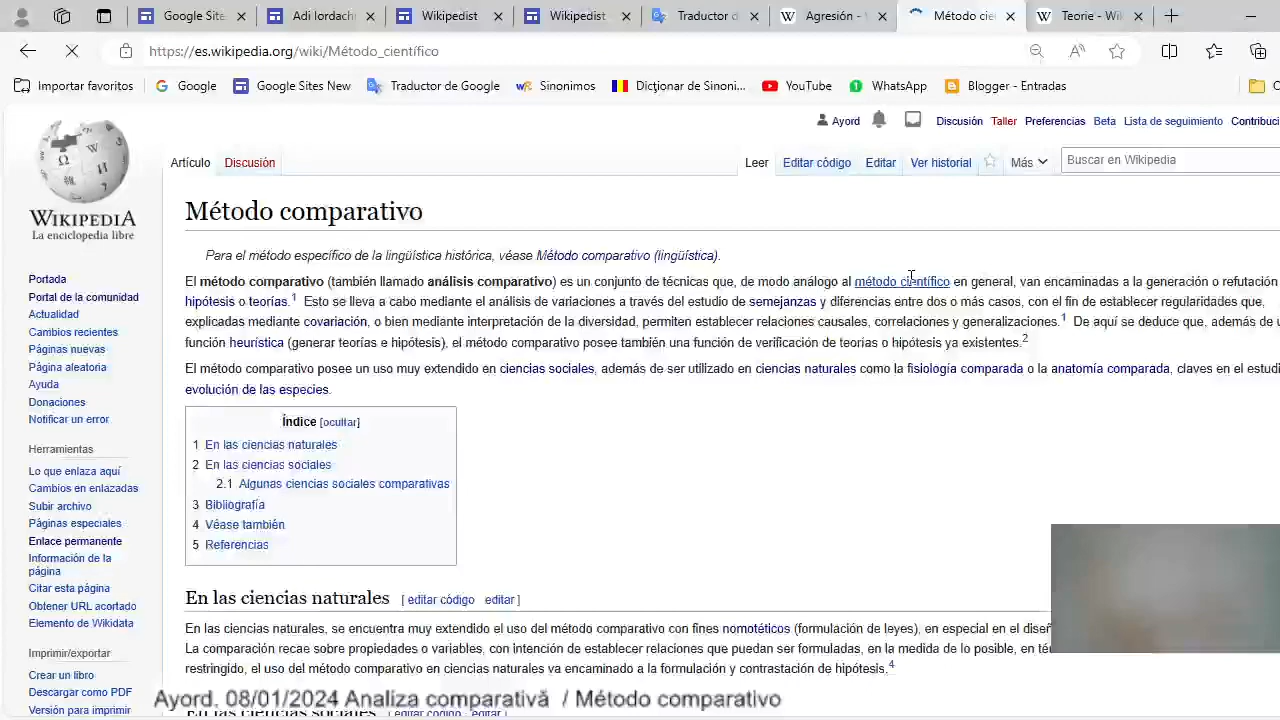 Google Site
Adi Iordach
Wikipedist
Wikipedist
Traductor d
Agresión - 
Método cie
Teorie - Wik
https://es.wikipedia.org/wiki/Método_científico
Importar favoritos
Google
Google Sites New
Traductor de Google
Sinonimos
Dicționar de Sinoni...
YouTube
WhatsApp
Blogger - Entradas
Ayord
Discusión
Taller
Preferencias
Beta
Lista de seguimiento
Contribuci
Artículo
Discusión
Leer
Editar código
Editar
Ver historial
Más
Buscar en Wikipedia
WIKIPEDIA
La enciclopedia libre
Portada
Portal de la comunidad
Actualidad
Cambios recientes
Páginas nuevas
Página aleatoria
Ayuda
Donaciones
Notificar un error
Herramientas
Lo que enlaza aquí
Cambios en enlazadas
Subir archivo
Páginas especiales
Enlace permanente
Información de la
página
Citar esta página
Obtener URL acortado
Elemento de Wikidata
Imprimir/exportar
Crear un libro
Descargar como PDF
Versión para imprimir
Método comparativo
Para el método específico de la lingüística histórica, véase Método comparativo (lingüística).
El método comparativo (también llamado análisis comparativo) es un conjunto de técnicas que, de modo análogo al método científico en general, van encaminadas a la generación o refutación
hipótesis o teorías.1 Esto se lleva a cabo mediante el análisis de variaciones a través del estudio de semejanzas y diferencias entre dos o más casos, con el fin de establecer regularidades que,
explicadas mediante covariación, o bien mediante interpretación de la diversidad, permiten establecer relaciones causales, correlaciones y generalizaciones.1 De aquí se deduce que, además de u
función heurística (generar teorías e hipótesis), el método comparativo posee también una función de verificación de teorías o hipótesis ya existentes.2
El método comparativo posee un uso muy extendido en ciencias sociales, además de ser utilizado en ciencias naturales como la fisiología comparada o la anatomía comparada, claves en el estudi
evolución de las especies.
Índice [ocultar]
1 En las ciencias naturales
2 En las ciencias sociales
2.1 Algunas ciencias sociales comparativas
3 Bibliografía
4 Véase también
5 Referencias
En las ciencias naturales [ editar código editar ]
En las ciencias naturales, se encuentra muy extendido el uso del método comparativo con fines nomotéticos (formulación de leyes), en especial en el diseñ
La comparación recae sobre propiedades o variables, con intención de establecer relaciones que puedan ser formuladas, en la medida de lo posible, en té
restringido, el uso del método comparativo en ciencias naturales va encaminado a la formulación y contrastación de hipótesis.4
Ayord. 08/01/2024 Analiza comparativă / Método comparativo
En las ciencias sociales [ editar código editar ]